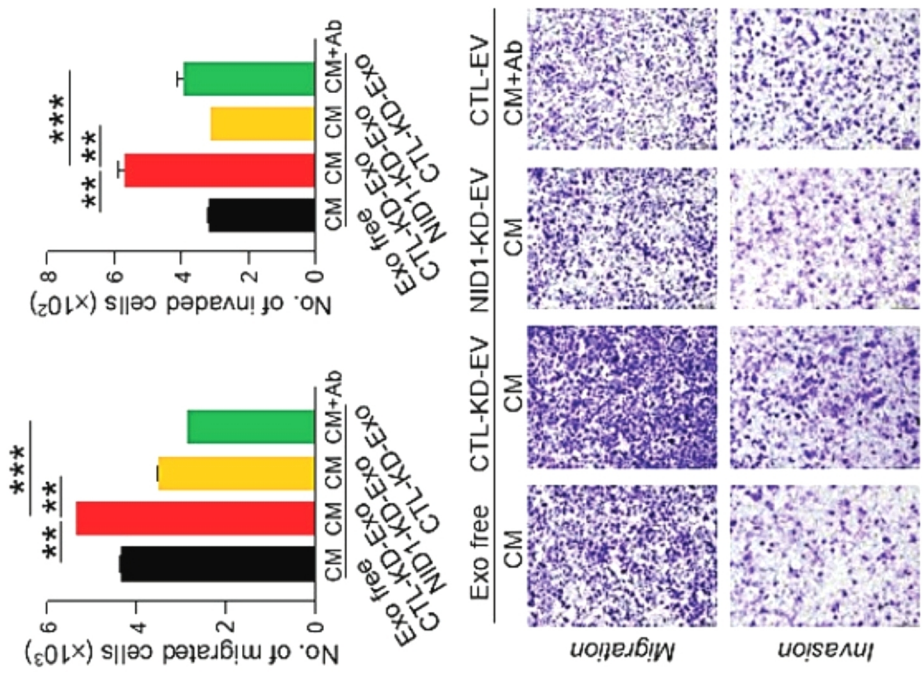 No. of migrated cells (x10³)
6
4
2
0
**
**
***
CM
CM
CM
CM+Ab
Exo free
CTL-KD-Exo
NID1-KD-Exo
CTL-KD-Exo
No. of invaded cells (x10²)
8
6
4
2
0
**
**
***
CM
CM
CM
CM+Ab
Exo free
CTL-KD-Exo
NID1-KD-Exo
CTL-KD-Exo
Exo free CTL-KD-EV NID1-KD-EV CTL-EV
CM CM CM CM+Ab
Migration
Invasion